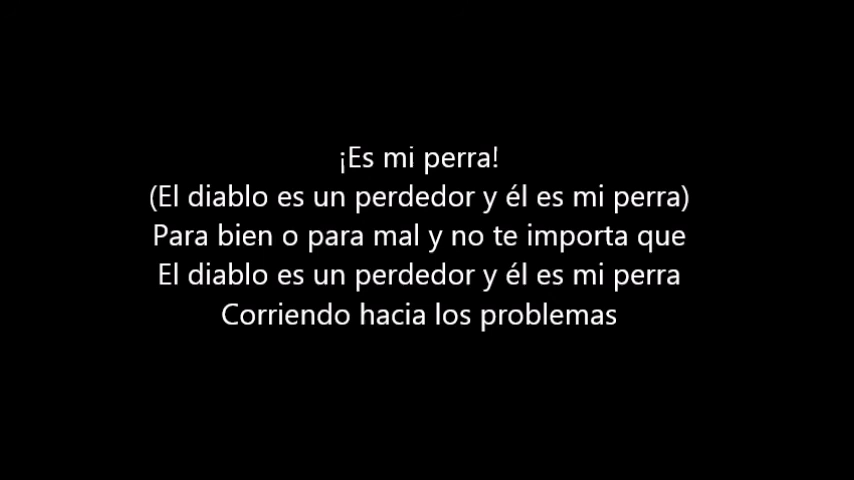 ¡Es mi perra!
(El diablo es un perdedor y él es mi perra)
Para bien o para mal y no te importa que
El diablo es un perdedor y él es mi perra
Corriendo hacia los problemas